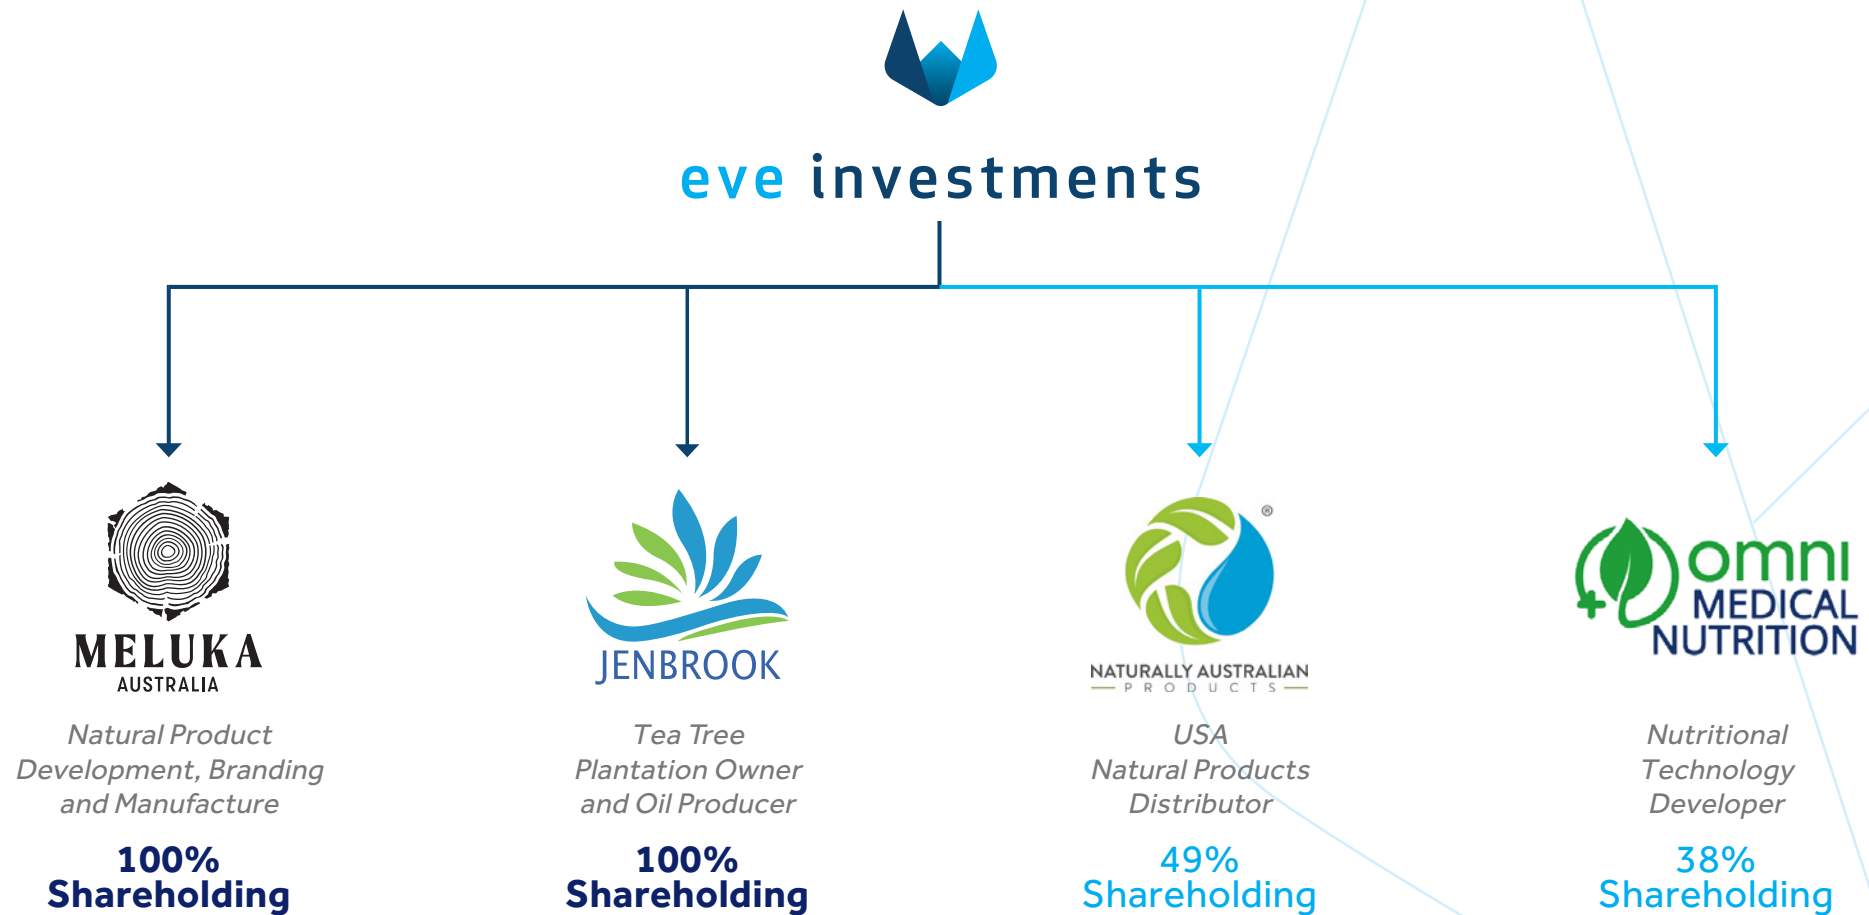 eve investments
MELUKA
AUSTRALIA
Natural Product
Development, Branding
and Manufacture
100%
Shareholding
JENBROOK
Tea Tree
Plantation Owner
and Oil Producer
100%
Shareholding
®
NATURALLY AUSTRALIAN
PRODUCTS
USA
Natural Products
Distributor
49%
Shareholding
omni
MEDICAL
NUTRITION
Nutritional
Technology
Developer
38%
Shareholding